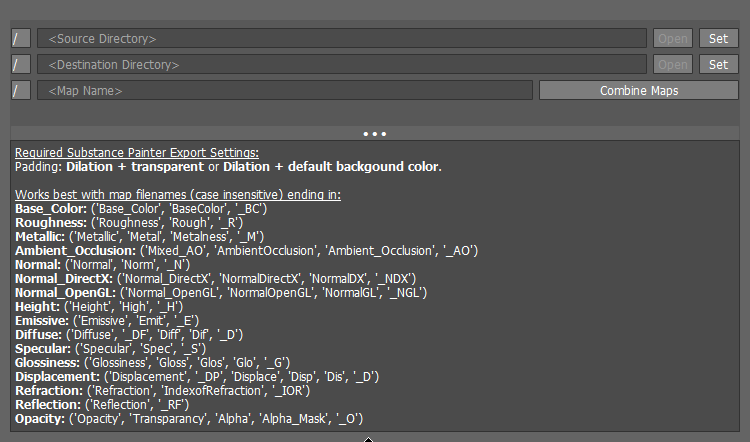 / <Source Directory> Open Set
/ <Destination Directory> Open Set
/ <Map Name> Combine Maps
•••
Required Substance Painter Export Settings:
Padding: Dilation + transparent or Dilation + default backgound color.
Works best with map filenames (case insensitive) ending in:
Base_Color: ('Base_Color', 'BaseColor', '_BC')
Roughness: ('Roughness', 'Rough', '_R')
Metallic: ('Metallic', 'Metal', 'Metalness', '_M')
Ambient_Occlusion: ('Mixed_AO', 'AmbientOcclusion', 'Ambient_Occlusion', '_AO')
Normal: ('Normal', 'Norm', '_N')
Normal_DirectX: ('Normal_DirectX', 'NormalDirectX', 'NormalDX', '_NDX')
Normal_OpenGL: ('Normal_OpenGL', 'NormalOpenGL', 'NormalGL', '_NGL')
Height: ('Height', 'High', '_H')
Emissive: ('Emissive', 'Emit', '_E')
Diffuse: ('Diffuse', '_DF', 'Diff', 'Dif', '_D')
Specular: ('Specular', 'Spec', '_S')
Glossiness: ('Glossiness', 'Gloss', 'Glos', 'Glo', '_G')
Displacement: ('Displacement', '_DP', 'Displace', 'Disp', 'Dis', '_D')
Refraction: ('Refraction', 'IndexofRefraction', '_IOR')
Reflection: ('Reflection', '_RF')
Opacity: ('Opacity', 'Transparancy', 'Alpha', 'Alpha_Mask', '_O')